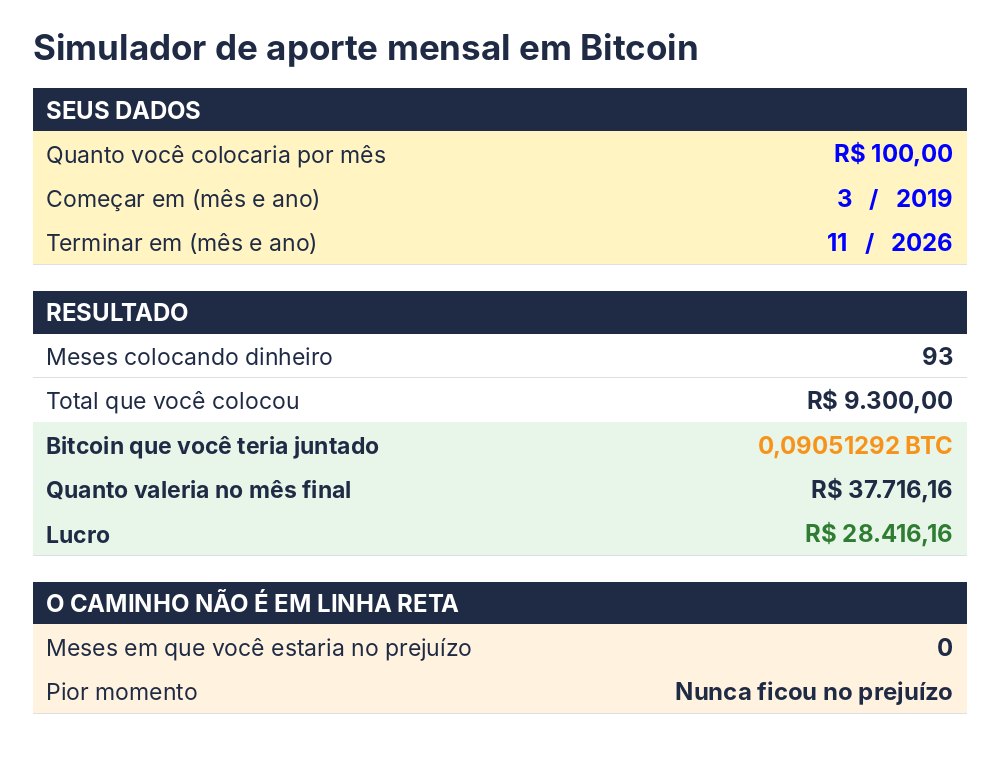 Simulador de aporte mensal em Bitcoin
SEUS DADOS
Quanto você colocaria por mês R$ 100,00
Começar em (mês e ano) 3 / 2019
Terminar em (mês e ano) 11 / 2026
RESULTADO
Meses colocando dinheiro 93
Total que você colocou R$ 9.300,00
Bitcoin que você teria juntado 0,09051292 BTC
Quanto valeria no mês final R$ 37.716,16
Lucro R$ 28.416,16
O CAMINHO NÃO É EM LINHA RETA
Meses em que você estaria no prejuízo 0
Pior momento Nunca ficou no prejuízo